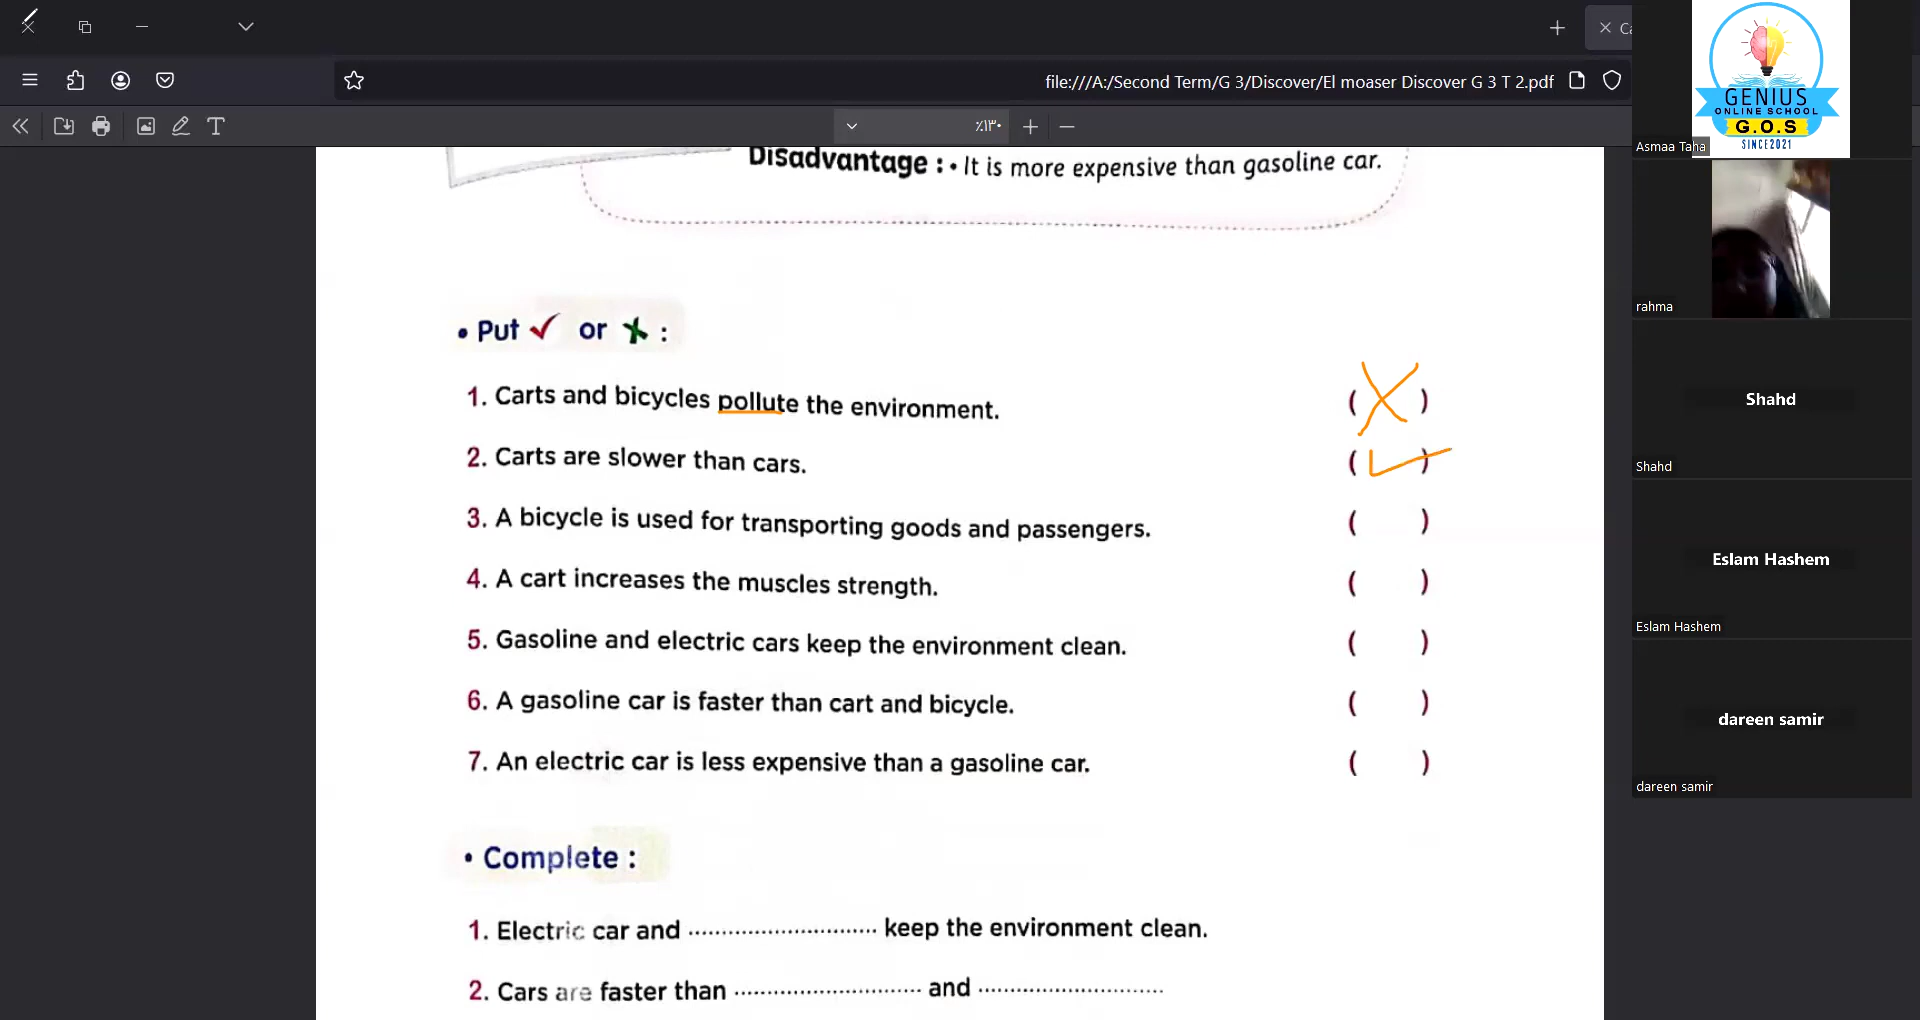 Ca
file:///A:/Second Term/G 3/Discover/El moaser Discover G 3 T 2.pdf
٪١٣٠
GENIUS
ONLINE SCHOOL
G.O.S
SINCE2021
Asmaa Taha
Disadvantage : • It is more expensive than gasoline car.
rahma
• Put ✓ or ✗ :
1. Carts and bicycles pollute the environment. ( X )
2. Carts are slower than cars. ( ✓ )
3. A bicycle is used for transporting goods and passengers. ( )
4. A cart increases the muscles strength. ( )
5. Gasoline and electric cars keep the environment clean. ( )
6. A gasoline car is faster than cart and bicycle. ( )
7. An electric car is less expensive than a gasoline car. ( )
Shahd
Shahd
Eslam Hashem
Eslam Hashem
dareen samir
dareen samir
• Complete :
1. Electric car and ............................ keep the environment clean.
2. Cars are faster than ............................ and ............................